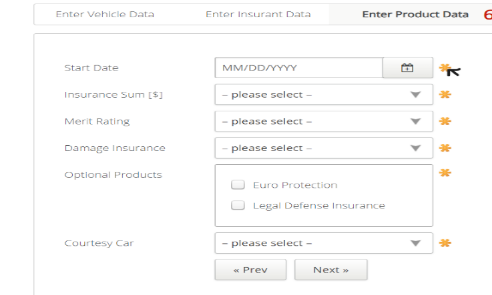 Enter Vehicle Data Enter Insurant Data Enter Product Data 6
Start Date MM/DD/YYYY
Insurance Sum [$] – please select –
Merit Rating – please select –
Damage Insurance – please select –
Optional Products Euro Protection
Legal Defense Insurance
Courtesy Car – please select –
« Prev Next »